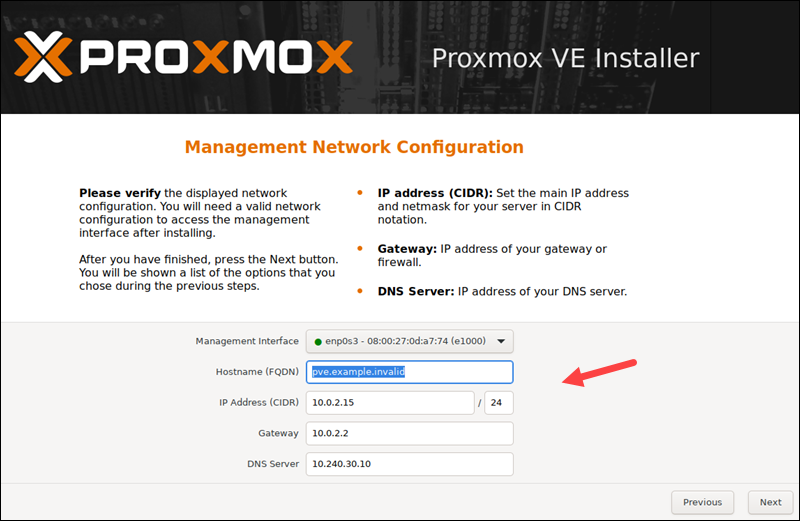 PROXMOX
Proxmox VE Installer
Management Network Configuration
Please verify the displayed network
configuration. You will need a valid network
configuration to access the management
interface after installing.
After you have finished, press the Next button.
You will be shown a list of the options that you
chose during the previous steps.
IP address (CIDR): Set the main IP address
and netmask for your server in CIDR
notation.
Gateway: IP address of your gateway or
firewall.
DNS Server: IP address of your DNS server.
Management Interface enp0s3 - 08:00:27:0d:a7:74 (e1000)
Hostname (FQDN) pve.example.invalid
IP Address (CIDR) 10.0.2.15 / 24
Gateway 10.0.2.2
DNS Server 10.240.30.10
Previous Next